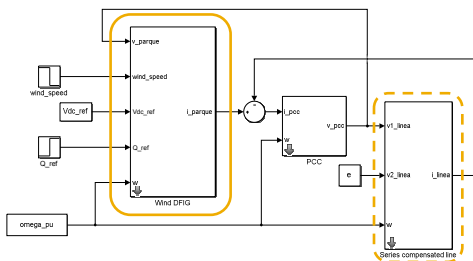 v_parque
wind_speed
wind_speed
Vdc_ref
Vdc_ref
i_parque
Q_ref
Q_ref
w
Wind DFIG
omega_pu
+
-
i_pcc
v_pcc
w
PCC
e
v1_linea
v2_linea
i_linea
w
Series compensated line